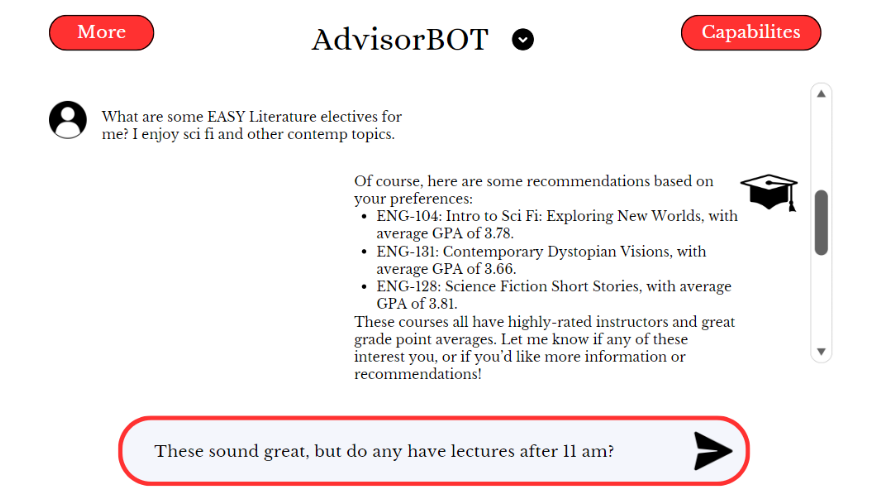 More
AdvisorBOT
Capabilites
What are some EASY Literature electives for
me? I enjoy sci fi and other contemp topics.
Of course, here are some recommendations based on
your preferences:
• ENG-104: Intro to Sci Fi: Exploring New Worlds, with
average GPA of 3.78.
• ENG-131: Contemporary Dystopian Visions, with
average GPA of 3.66.
• ENG-128: Science Fiction Short Stories, with average
GPA of 3.81.
These courses all have highly-rated instructors and great
grade point averages. Let me know if any of these
interest you, or if you'd like more information or
recommendations!
These sound great, but do any have lectures after 11 am?